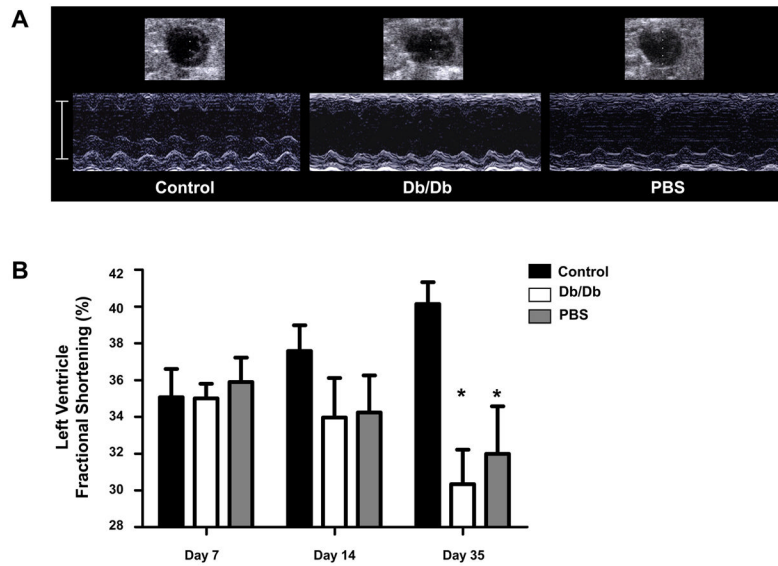 A
Control
Db/Db
PBS
B
Left Ventricle
Fractional Shortening (%)
42
40
38
36
34
32
30
28
Day 7
Day 14
Day 35
*
*
Control
Db/Db
PBS